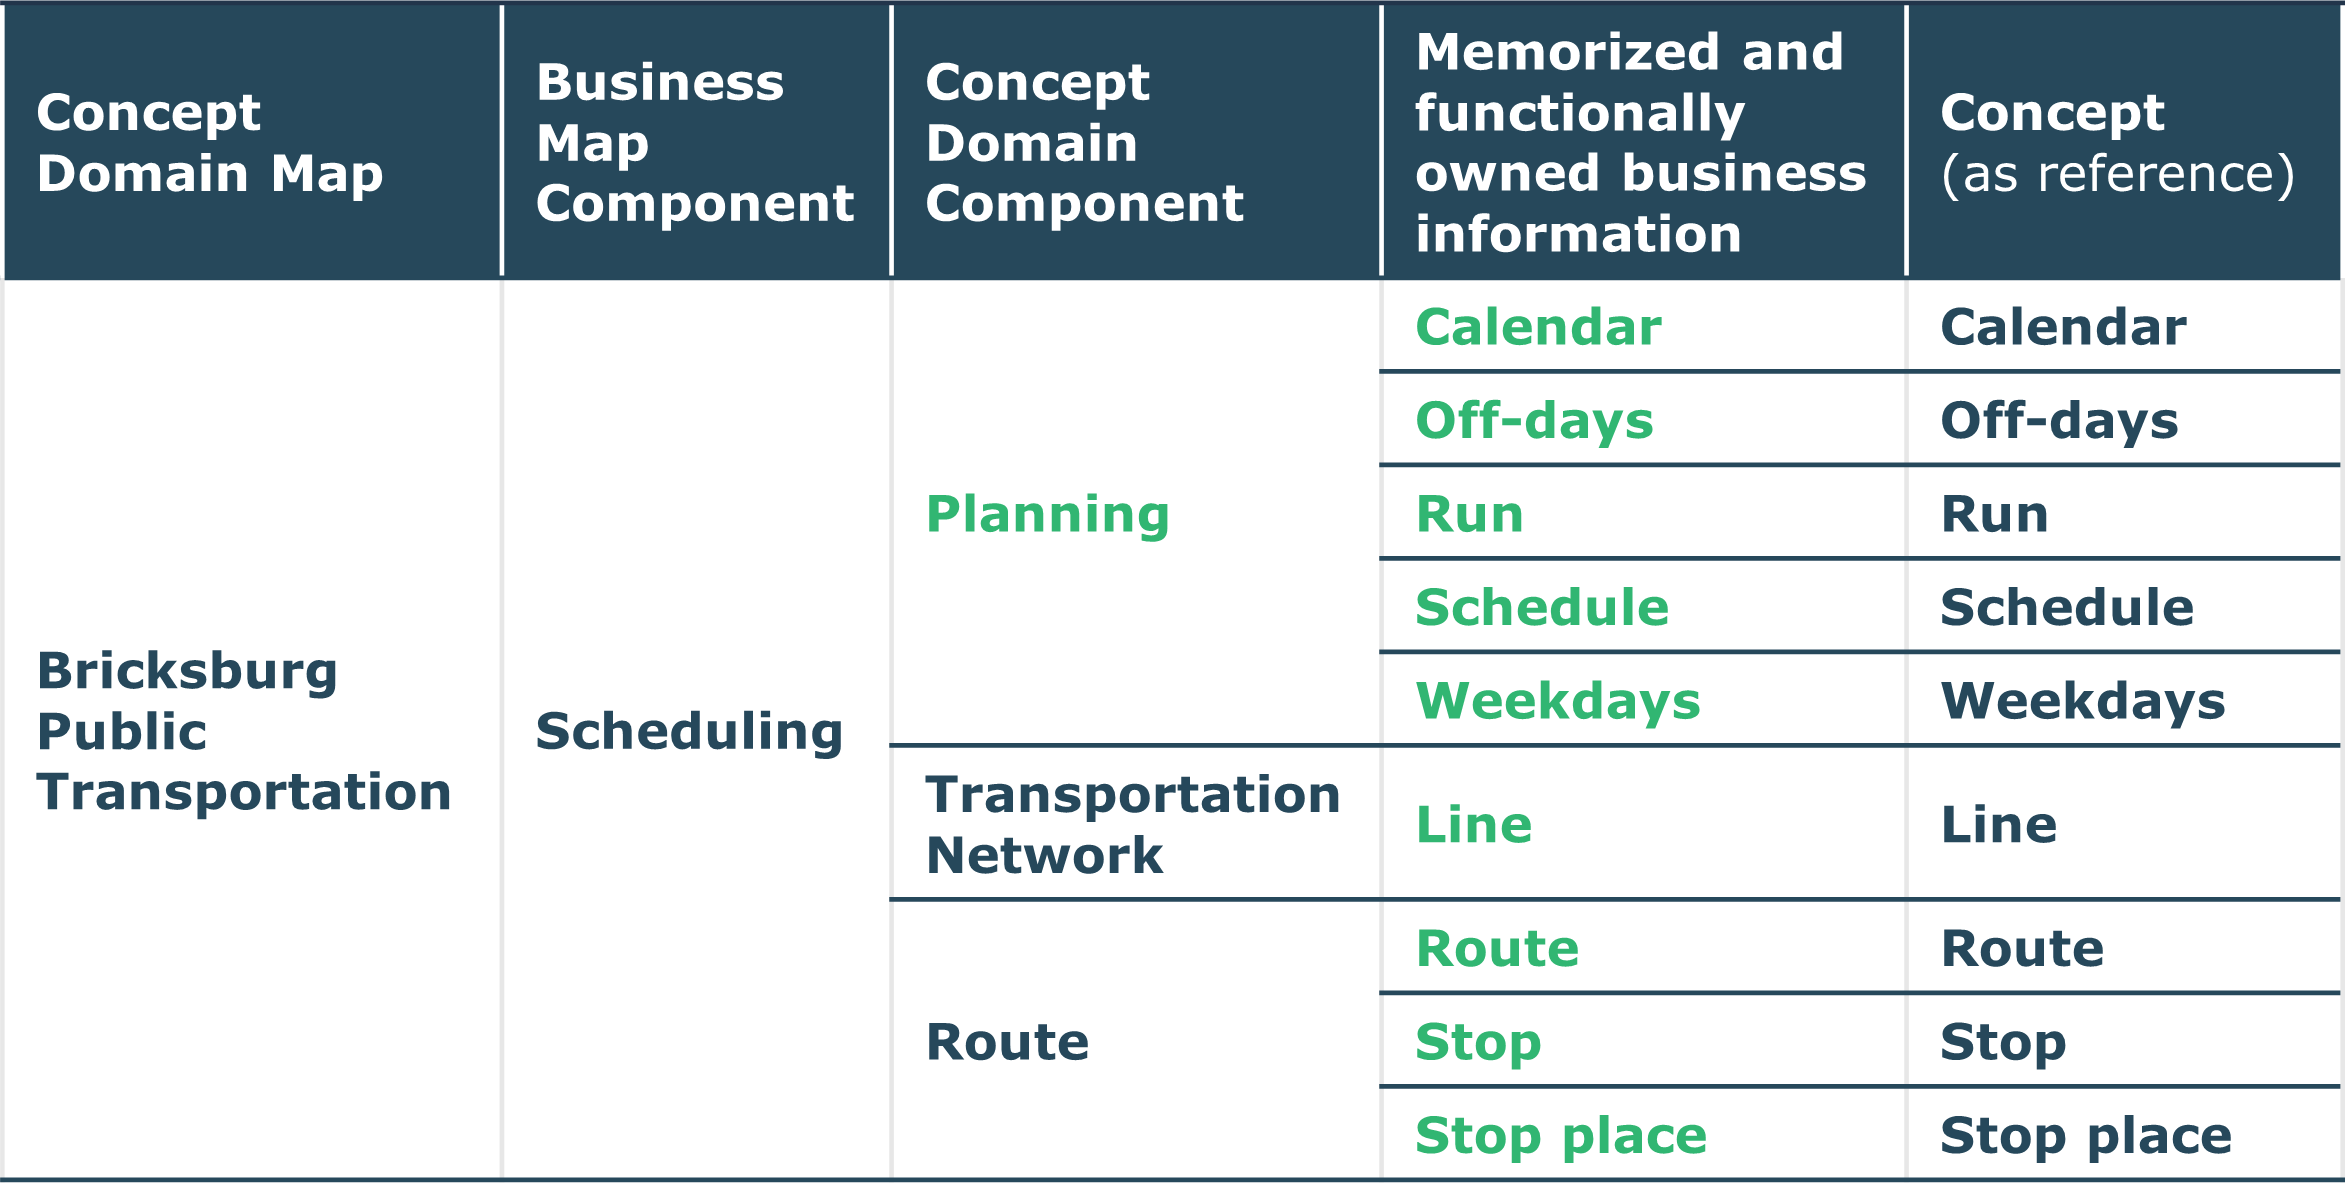 Concept
Domain Map
Business
Map
Component
Concept
Domain
Component
Memorized and
functionally
owned business
information
Concept
(as reference)
Bricksburg
Public
Transportation
Scheduling
Planning
Calendar
Calendar
Off-days
Off-days
Run
Run
Schedule
Schedule
Weekdays
Weekdays
Transportation
Network
Line
Line
Route
Route
Route
Stop
Stop
Stop place
Stop place